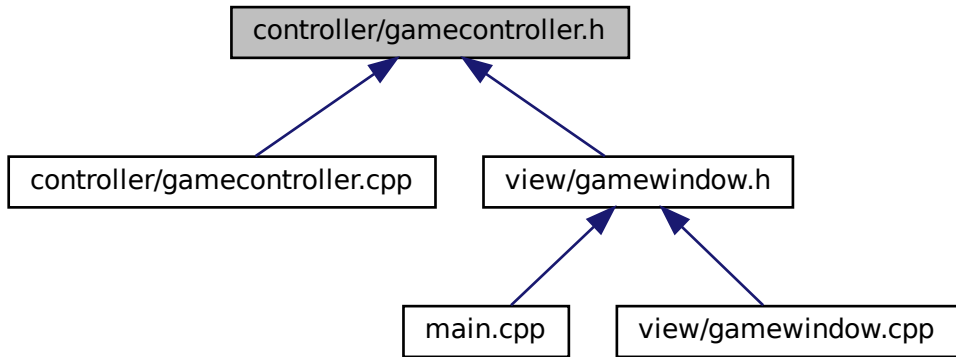 controller/gamecontroller.h
controller/gamecontroller.cpp
view/gamewindow.h
main.cpp
view/gamewindow.cpp